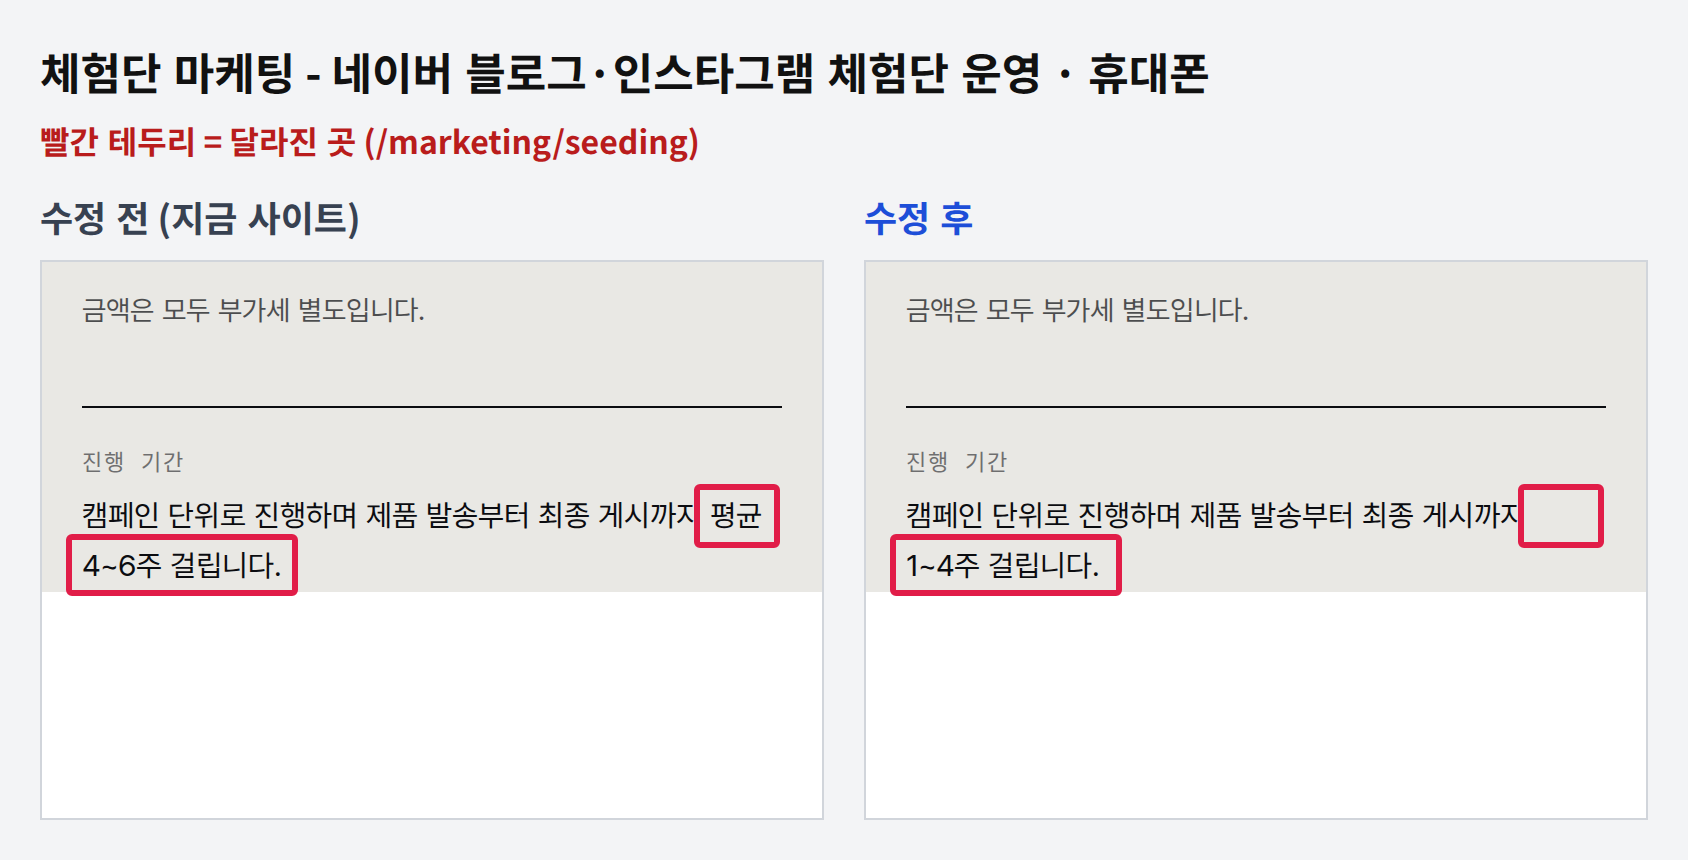 체험단 마케팅 - 네이버 블로그·인스타그램 체험단 운영 · 휴대폰
빨간 테두리 = 달라진 곳 (/marketing/seeding)
수정 전 (지금 사이트)
금액은 모두 부가세 별도입니다.
진행 기간
캠페인 단위로 진행하며 제품 발송부터 최종 게시까지 평균
4~6주 걸립니다.
수정 후
금액은 모두 부가세 별도입니다.
진행 기간
캠페인 단위로 진행하며 제품 발송부터 최종 게시까지
1~4주 걸립니다.